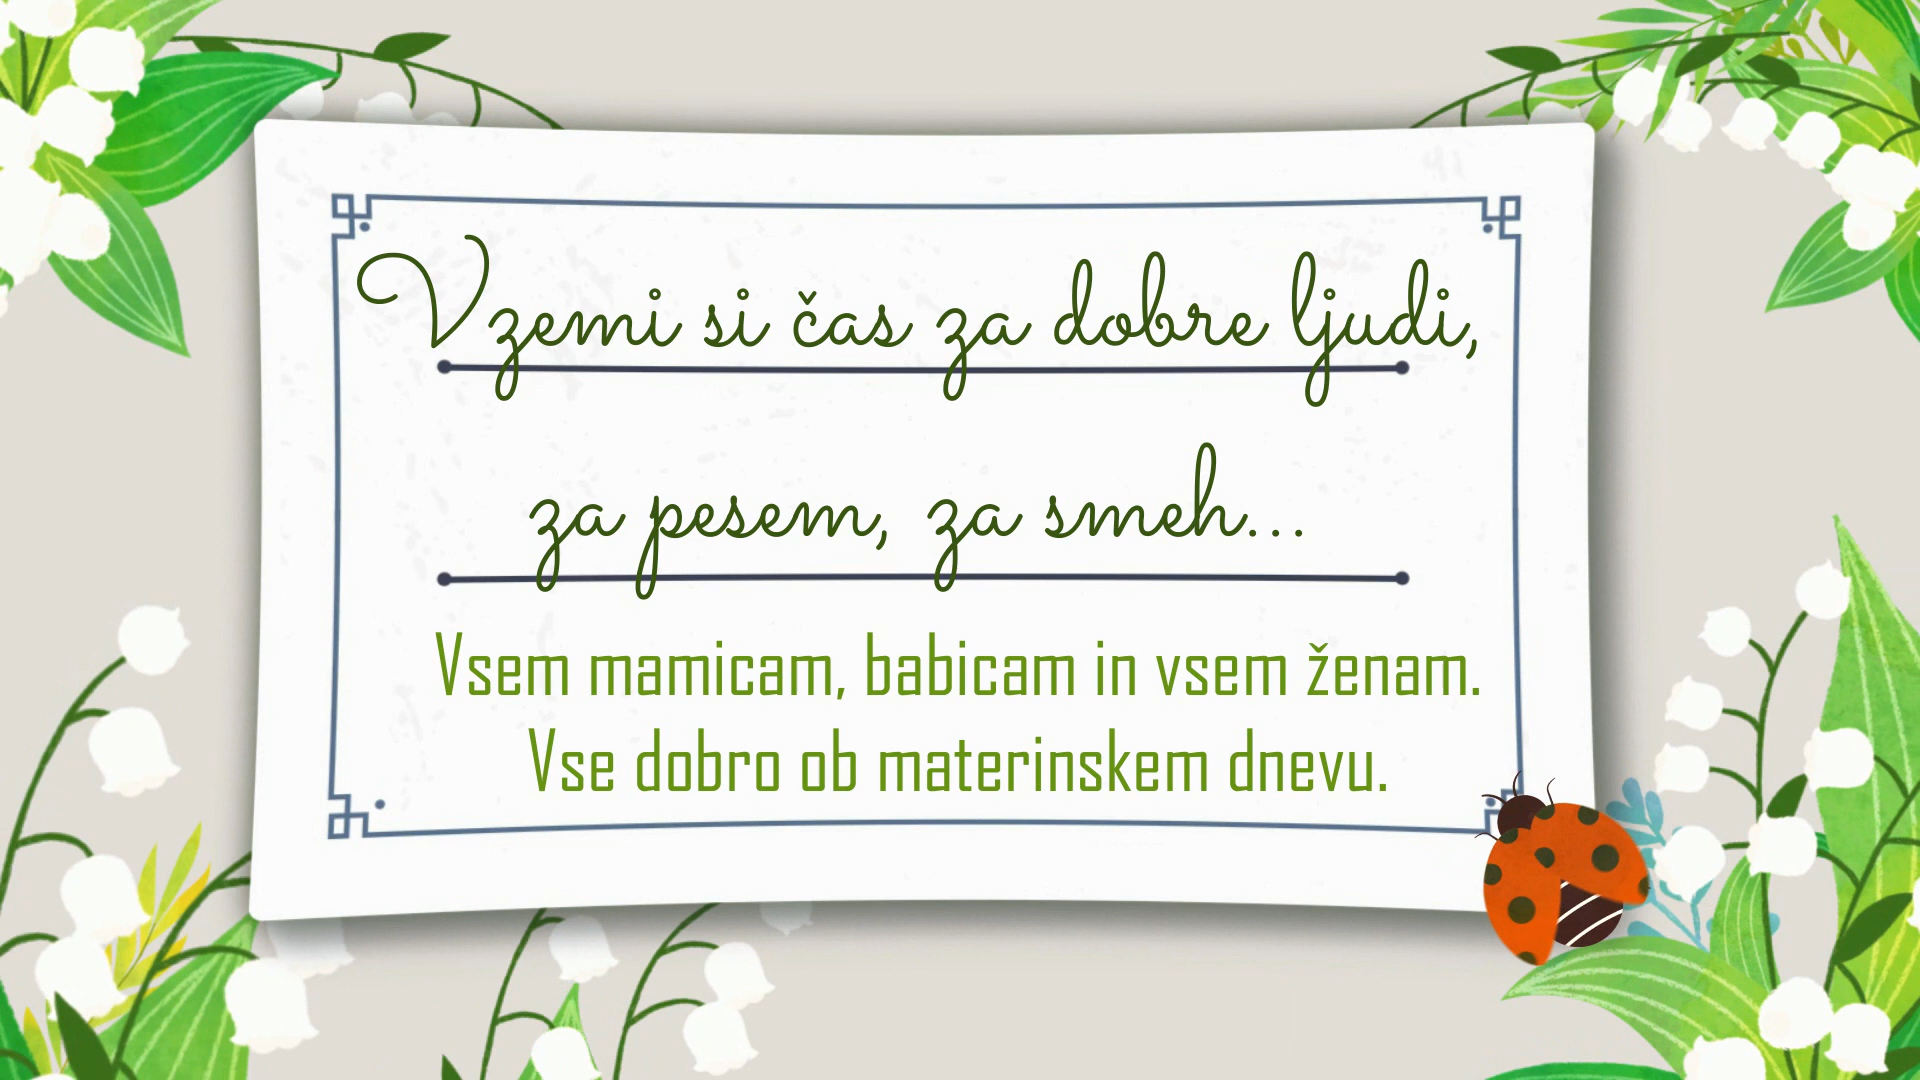 Vzemi si čas za dobre ljudi,
za pesem, za smeh...
Vsem mamicam, babicam in vsem ženam.
Vse dobro ob materinskem dnevu.